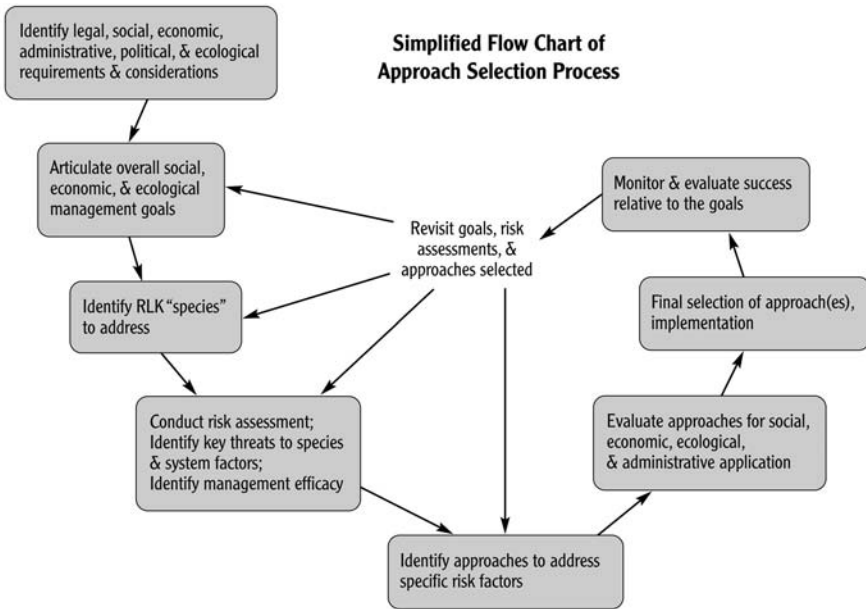 Simplified Flow Chart of
Approach Selection Process
Identify legal, social, economic,
administrative, political, & ecological
requirements & considerations
Articulate overall social,
economic, & ecological
management goals
Identify RLK “species”
to address
Conduct risk assessment;
Identify key threats to species
& system factors;
Identify management efficacy
Identify approaches to address
specific risk factors
Evaluate approaches for social,
economic, ecological,
& administrative application
Final selection of approach(es),
implementation
Monitor & evaluate success
relative to the goals
Revisit goals, risk
assessments, &
approaches selected